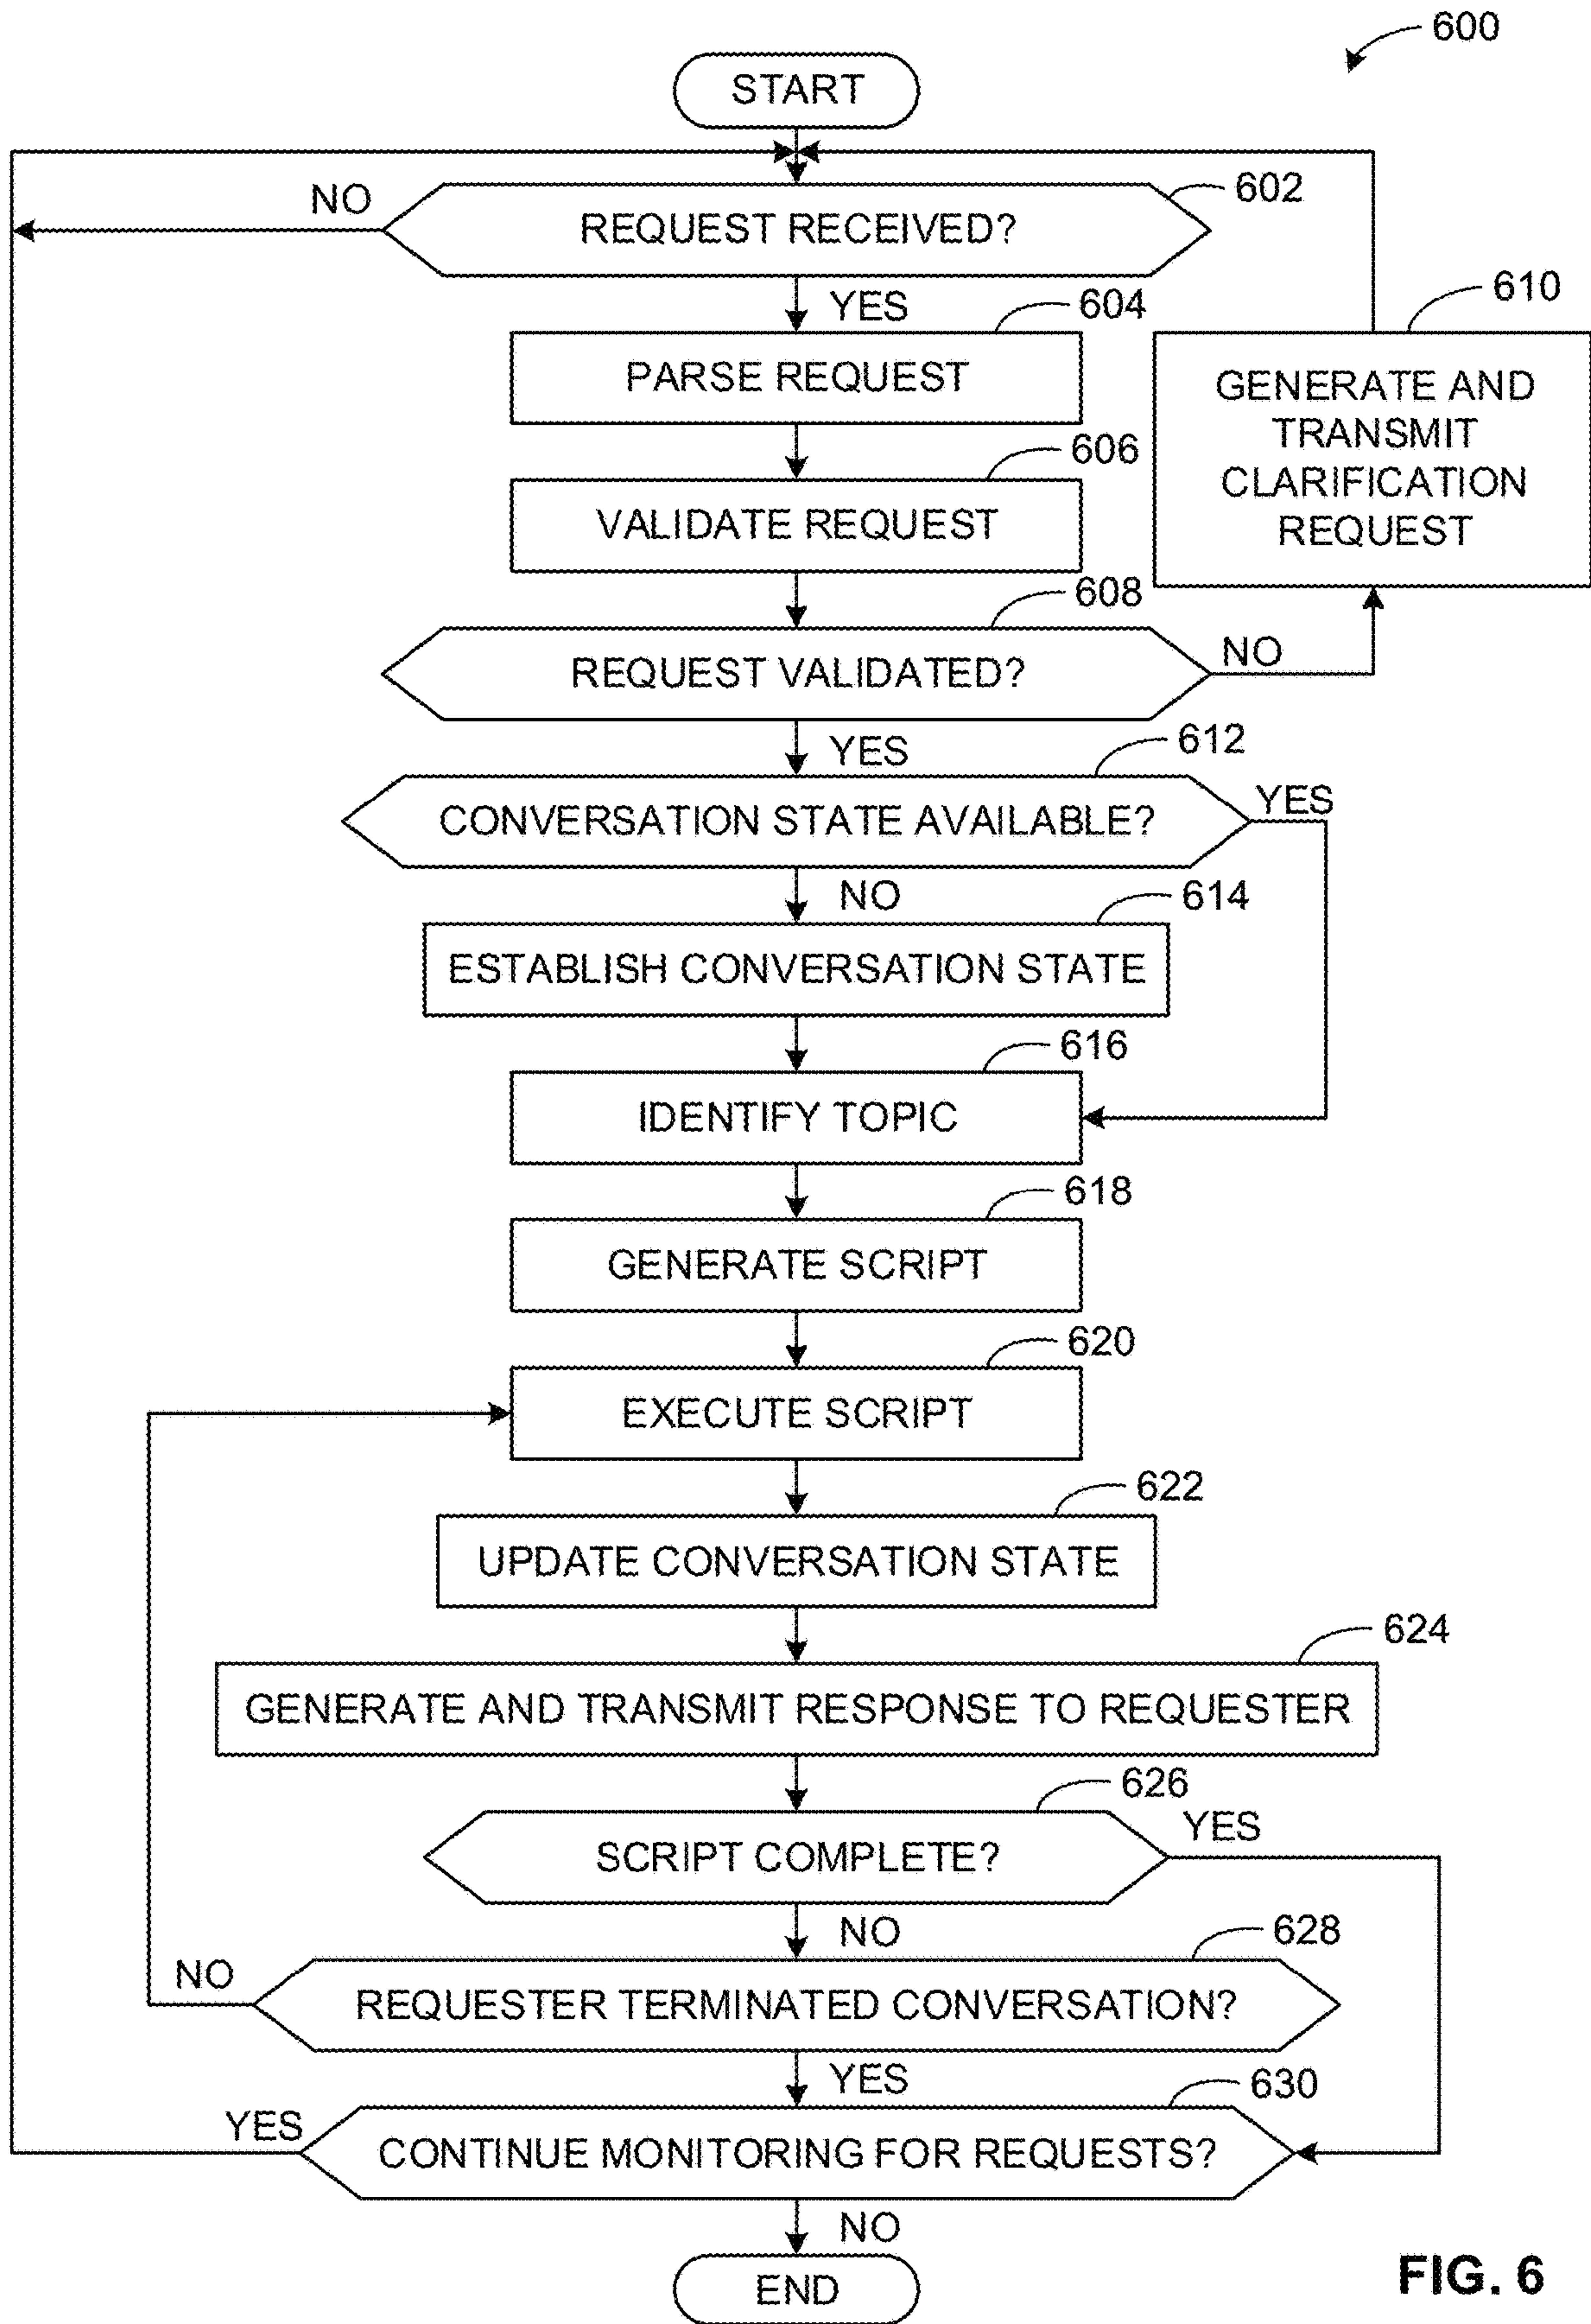 600
START
NO
602
REQUEST RECEIVED?
YES
604
PARSE REQUEST
610
GENERATE AND
TRANSMIT
CLARIFICATION
REQUEST
606
VALIDATE REQUEST
608
REQUEST VALIDATED?
NO
YES
612
CONVERSATION STATE AVAILABLE?
YES
NO
614
ESTABLISH CONVERSATION STATE
616
IDENTIFY TOPIC
618
GENERATE SCRIPT
620
EXECUTE SCRIPT
622
UPDATE CONVERSATION STATE
624
GENERATE AND TRANSMIT RESPONSE TO REQUESTER
626
SCRIPT COMPLETE?
YES
NO
628
NO
REQUESTER TERMINATED CONVERSATION?
YES
630
YES
CONTINUE MONITORING FOR REQUESTS?
NO
END
FIG. 6